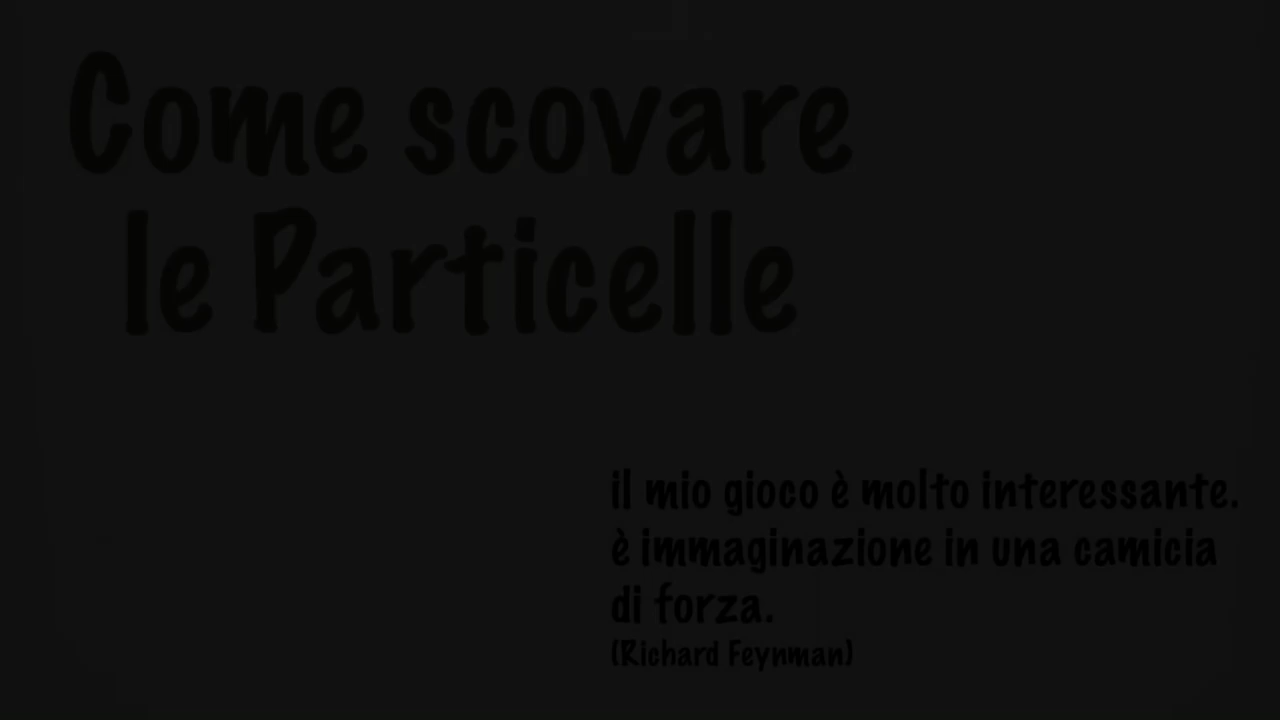 Come scovare
le Particelle
il mio gioco è molto interessante.
è immaginazione in una camicia
di forza.
(Richard Feynman)